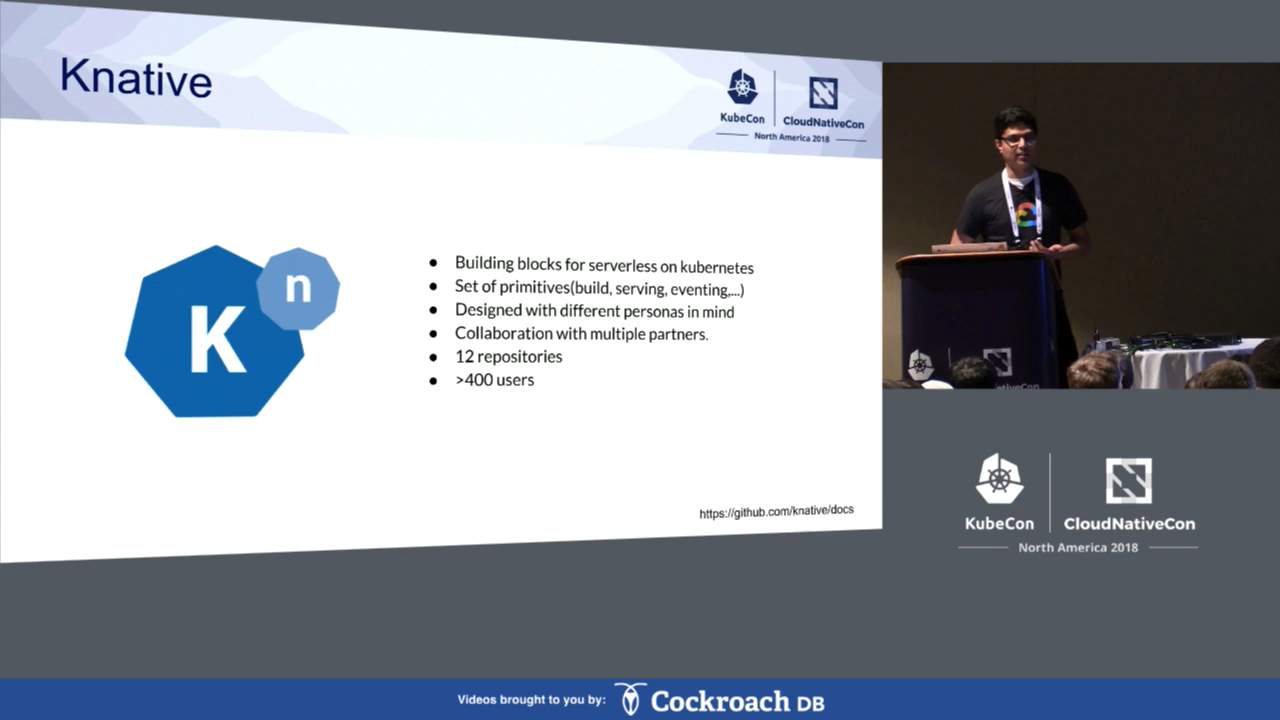 Knative
KubeCon
CloudNativeCon
North America 2018
K
n
● Building blocks for serverless on kubernetes
● Set of primitives(build, serving, eventing,...)
● Designed with different personas in mind
● Collaboration with multiple partners.
● 12 repositories
● >400 users
https://github.com/knative/docs
KubeCon
CloudNativeCon
North America 2018
Videos brought to you by:
Cockroach DB